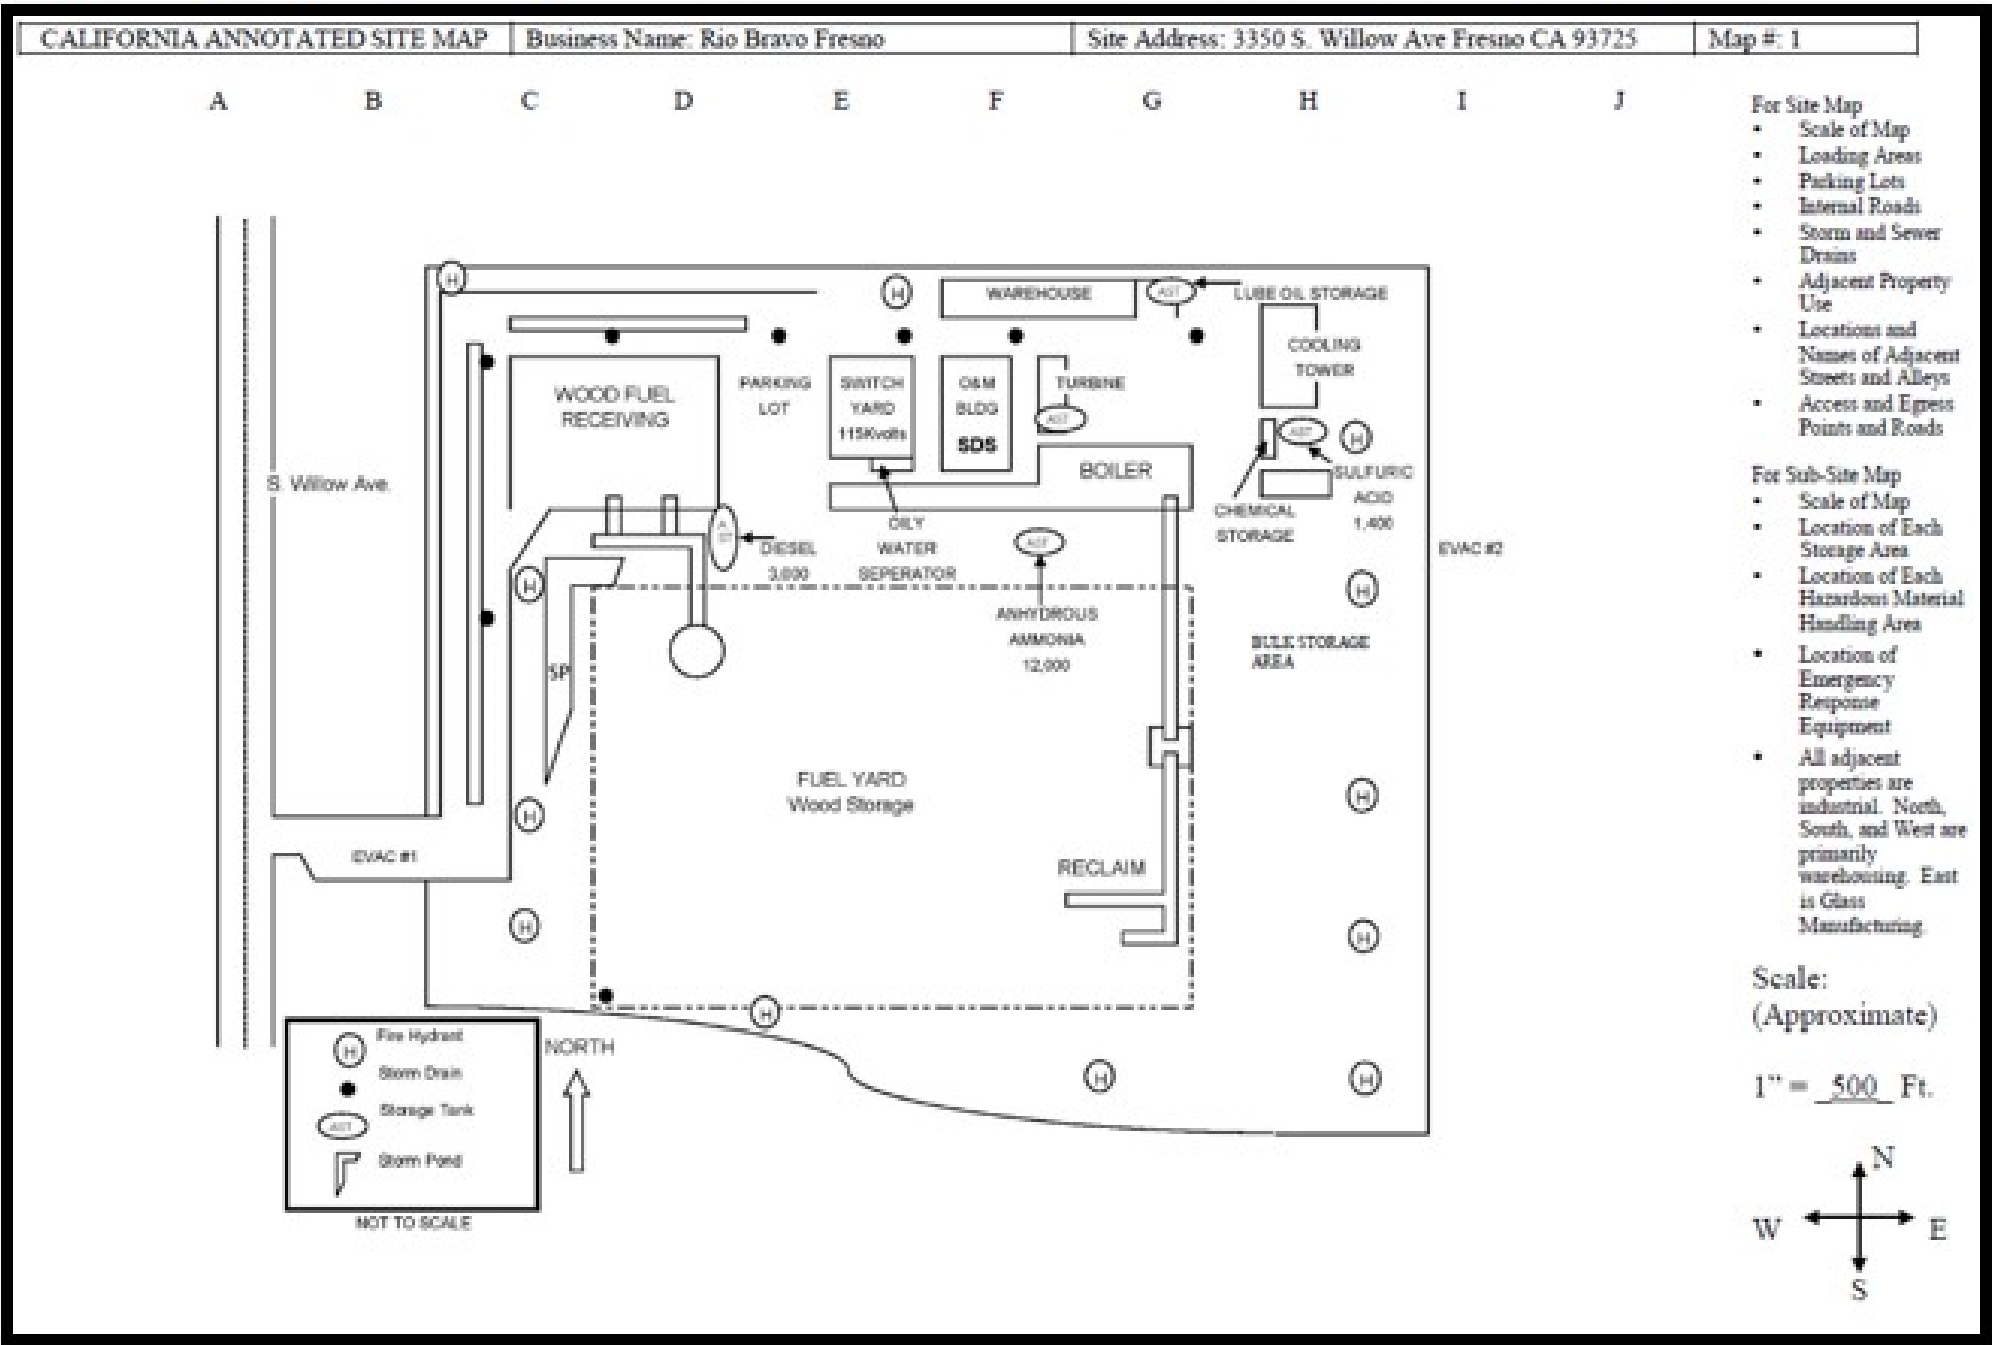 CALIFORNIA ANNOTATED SITE MAP
Business Name: Rio Bravo Fresno
Site Address: 3350 S. Willow Ave Fresno CA 93725
Map #: 1
A B C D E F G H I J
For Site Map
• Scale of Map
• Loading Areas
• Parking Lots
• Internal Roads
• Storm and Sewer
Drains
• Adjacent Property
Use
• Locations and
Names of Adjacent
Streets and Alleys
• Access and Egress
Points and Roads
For Sub-Site Map
• Scale of Map
• Location of Each
Storage Area
• Location of Each
Hazardous Material
Handling Area
• Location of
Emergency
Response
Equipment
• All adjacent
properties are
industrial. North,
South, and West are
primarily
warehousing. East
is Glass
Manufacturing.
Scale:
(Approximate)
1" = 500 Ft.
N
W E
S
H
H
WAREHOUSE
AST
LUBE OIL STORAGE
COOLING
TOWER
WOOD FUEL
RECEIVING
PARKING
LOT
SWITCH
YARD
115Kvolts
O&M
BLDG
SDS
TURBINE
AST
AST
H
BOILER
SULFURIC
ACID
1,400
CHEMICAL
STORAGE
S. Willow Ave.
OILY
WATER
SEPERATOR
A
ST
DIESEL
3,000
AST
ANHYDROUS
AMMONIA
12,000
EVAC #2
H
H
BULK STORAGE
AREA
SP
FUEL YARD
Wood Storage
H
H
EVAC #1
RECLAIM
H
H
H
H
H
NORTH
H Fire Hydrant
Storm Drain
AST Storage Tank
Storm Pond
NOT TO SCALE